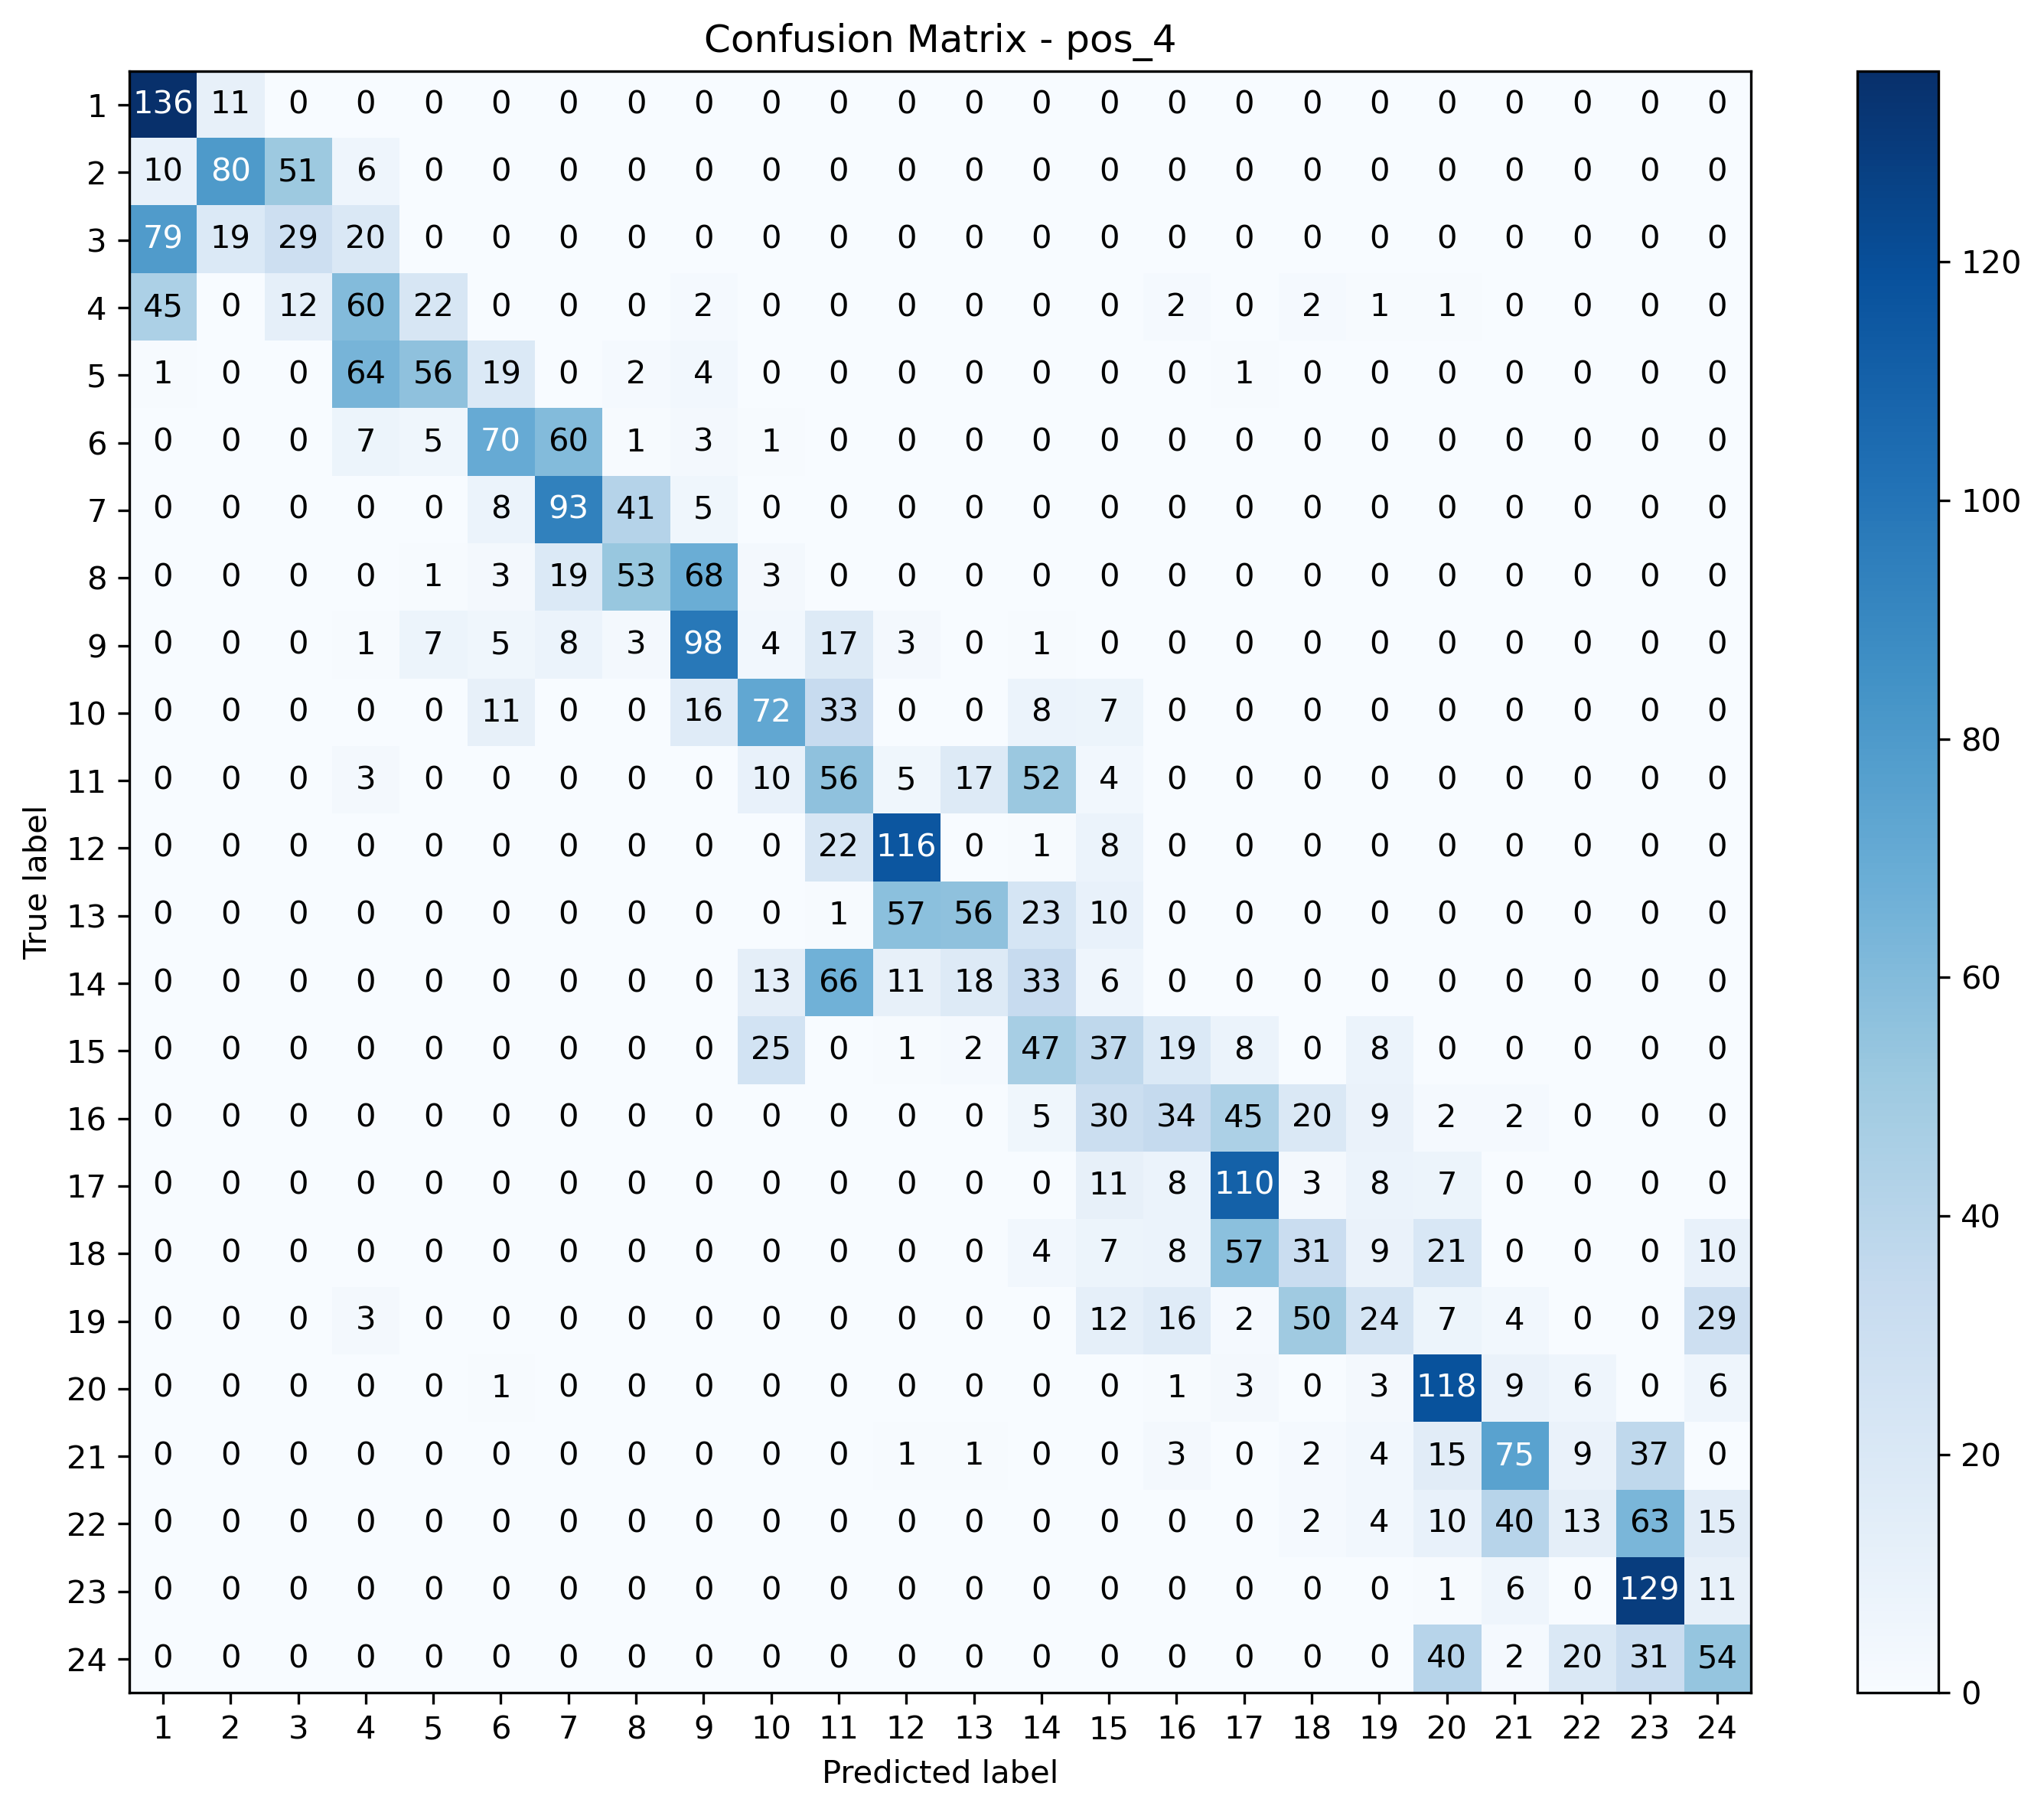 Confusion Matrix - pos_4
True label
1 136 11 0 0 0 0 0 0 0 0 0 0 0 0 0 0 0 0 0 0 0 0 0 0
2 10 80 51 6 0 0 0 0 0 0 0 0 0 0 0 0 0 0 0 0 0 0 0 0
3 79 19 29 20 0 0 0 0 0 0 0 0 0 0 0 0 0 0 0 0 0 0 0 0
4 45 0 12 60 22 0 0 0 2 0 0 0 0 0 0 2 0 2 1 1 0 0 0 0
5 1 0 0 64 56 19 0 2 4 0 0 0 0 0 0 0 1 0 0 0 0 0 0 0
6 0 0 0 7 5 70 60 1 3 1 0 0 0 0 0 0 0 0 0 0 0 0 0 0
7 0 0 0 0 0 8 93 41 5 0 0 0 0 0 0 0 0 0 0 0 0 0 0 0
8 0 0 0 0 1 3 19 53 68 3 0 0 0 0 0 0 0 0 0 0 0 0 0 0
9 0 0 0 1 7 5 8 3 98 4 17 3 0 1 0 0 0 0 0 0 0 0 0 0
10 0 0 0 0 0 11 0 0 16 72 33 0 0 8 7 0 0 0 0 0 0 0 0 0
11 0 0 0 3 0 0 0 0 0 10 56 5 17 52 4 0 0 0 0 0 0 0 0 0
12 0 0 0 0 0 0 0 0 0 0 22 116 0 1 8 0 0 0 0 0 0 0 0 0
13 0 0 0 0 0 0 0 0 0 0 1 57 56 23 10 0 0 0 0 0 0 0 0 0
14 0 0 0 0 0 0 0 0 0 13 66 11 18 33 6 0 0 0 0 0 0 0 0 0
15 0 0 0 0 0 0 0 0 0 25 0 1 2 47 37 19 8 0 8 0 0 0 0 0
16 0 0 0 0 0 0 0 0 0 0 0 0 0 5 30 34 45 20 9 2 2 0 0 0
17 0 0 0 0 0 0 0 0 0 0 0 0 0 0 11 8 110 3 8 7 0 0 0 0
18 0 0 0 0 0 0 0 0 0 0 0 0 0 4 7 8 57 31 9 21 0 0 0 10
19 0 0 0 3 0 0 0 0 0 0 0 0 0 0 12 16 2 50 24 7 4 0 0 29
20 0 0 0 0 0 1 0 0 0 0 0 0 0 0 0 1 3 0 3 118 9 6 0 6
21 0 0 0 0 0 0 0 0 0 0 0 1 1 0 0 3 0 2 4 15 75 9 37 0
22 0 0 0 0 0 0 0 0 0 0 0 0 0 0 0 0 0 2 4 10 40 13 63 15
23 0 0 0 0 0 0 0 0 0 0 0 0 0 0 0 0 0 0 0 1 6 0 129 11
24 0 0 0 0 0 0 0 0 0 0 0 0 0 0 0 0 0 0 0 40 2 20 31 54
1 2 3 4 5 6 7 8 9 10 11 12 13 14 15 16 17 18 19 20 21 22 23 24
Predicted label
120
100
80
60
40
20
0